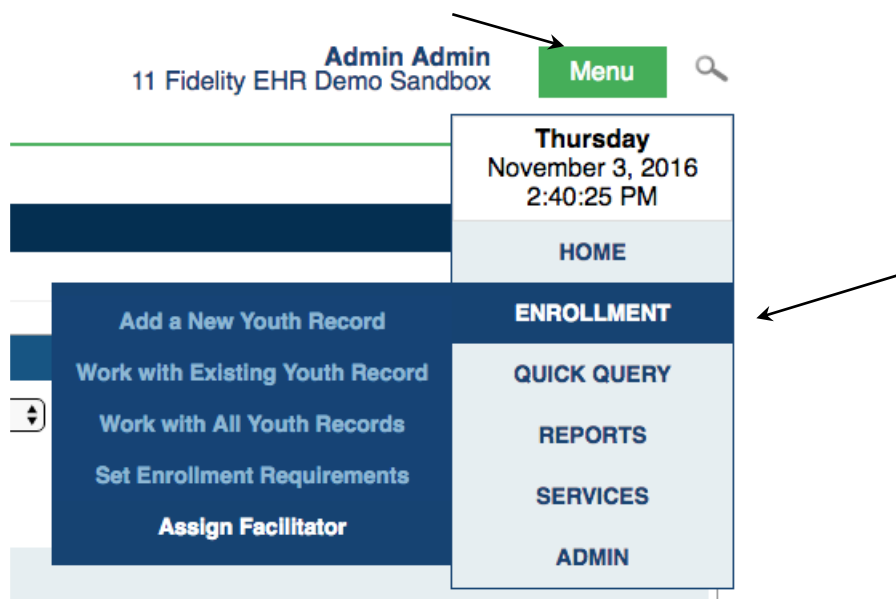 Admin Admin
11 Fidelity EHR Demo Sandbox
Menu
Thursday
November 3, 2016
2:40:25 PM
HOME
ENROLLMENT
QUICK QUERY
REPORTS
SERVICES
ADMIN
Add a New Youth Record
Work with Existing Youth Record
Work with All Youth Records
Set Enrollment Requirements
Assign Facilitator